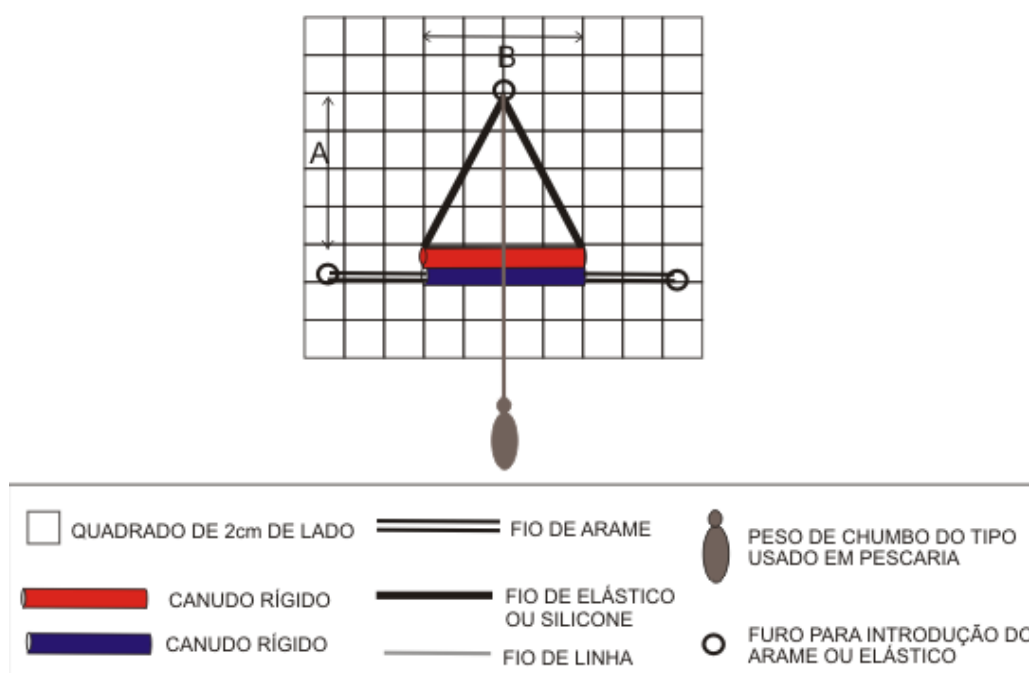 B
A
QUADRADO DE 2cm DE LADO
FIO DE ARAME
PESO DE CHUMBO DO TIPO
USADO EM PESCARIA
CANUDO RÍGIDO
FIO DE ELÁSTICO
OU SILICONE
CANUDO RÍGIDO
FIO DE LINHA
FURO PARA INTRODUÇÃO DO
ARAME OU ELÁSTICO